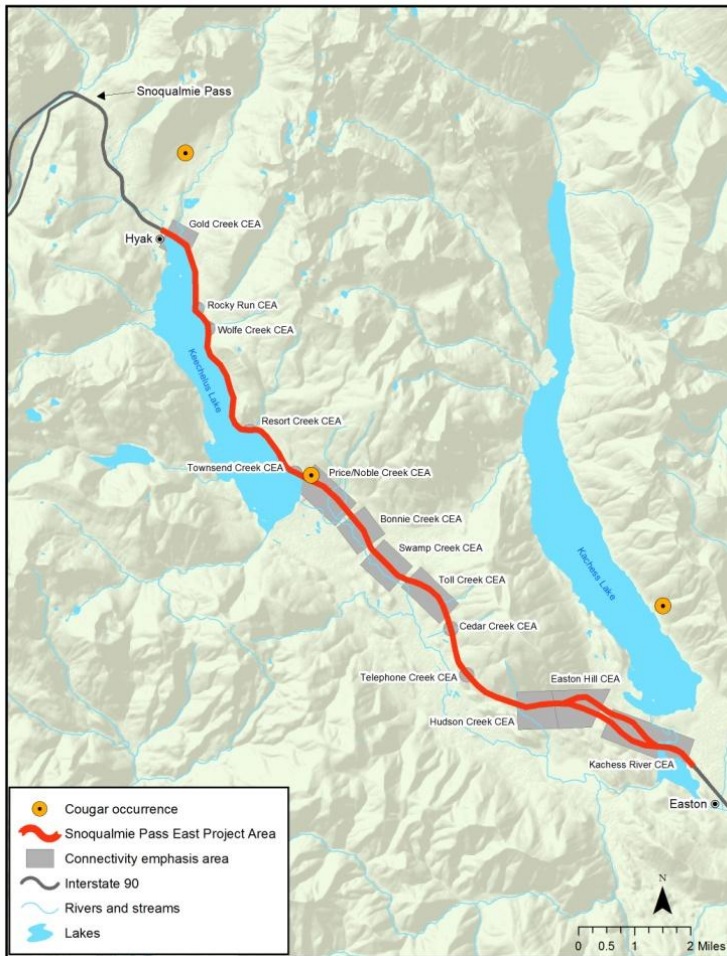 Snoqualmie Pass
Gold Creek CEA
Hyak
Rocky Run CEA
Wolfe Creek CEA
Keechelus Lake
Resort Creek CEA
Townsend Creek CEA
Price/Noble Creek CEA
Bonnie Creek CEA
Swamp Creek CEA
Kachess Lake
Toll Creek CEA
Cedar Creek CEA
Telephone Creek CEA
Easton Hill CEA
Hudson Creek CEA
Kachess River CEA
Easton
Cougar occurrence
Snoqualmie Pass East Project Area
Connectivity emphasis area
Interstate 90
Rivers and streams
Lakes
N
0 0.5 1 2 Miles